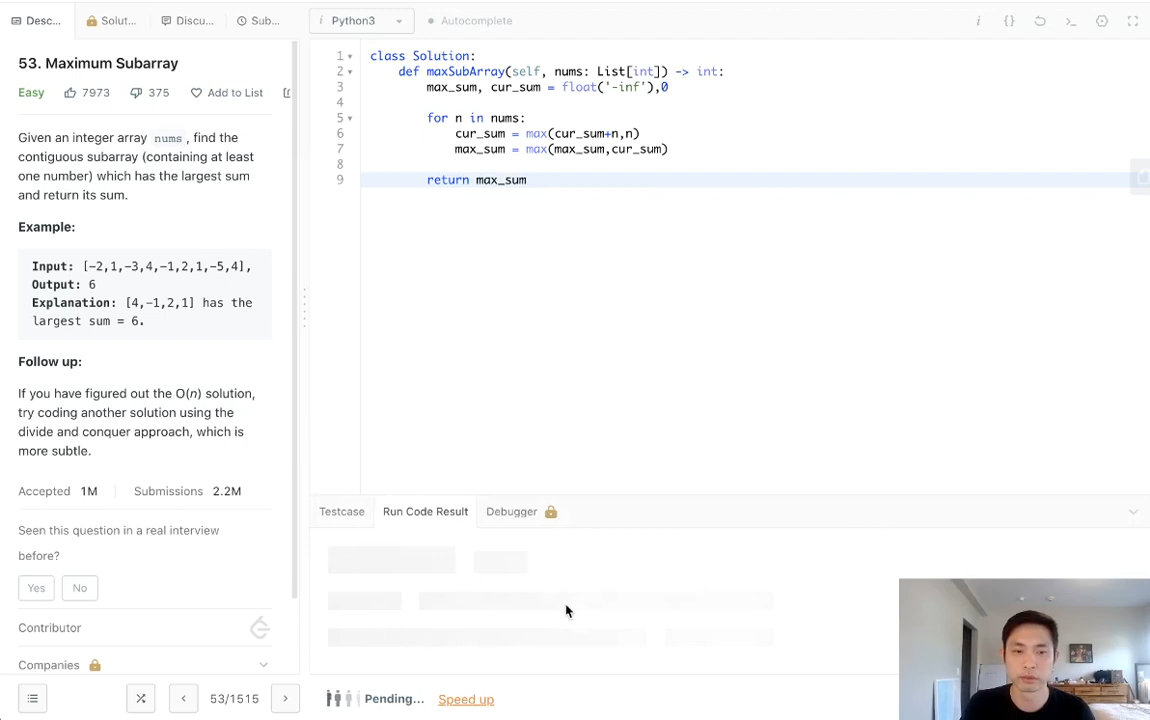 Desc...
Solut...
Discu...
Sub...
i Python3
Autocomplete
i {} >_
53. Maximum Subarray
Easy 7973 375 Add to List
Given an integer array nums , find the
contiguous subarray (containing at least
one number) which has the largest sum
and return its sum.
Example:
Input: [-2,1,-3,4,-1,2,1,-5,4],
Output: 6
Explanation: [4,-1,2,1] has the
largest sum = 6.
Follow up:
If you have figured out the O(n) solution,
try coding another solution using the
divide and conquer approach, which is
more subtle.
Accepted 1M Submissions 2.2M
Seen this question in a real interview
before?
Yes No
Contributor
Companies
53/1515
1 class Solution:
2 def maxSubArray(self, nums: List[int]) -> int:
3 max_sum, cur_sum = float('-inf'),0
4
5 for n in nums:
6 cur_sum = max(cur_sum+n,n)
7 max_sum = max(max_sum,cur_sum)
8
9 return max_sum
Testcase Run Code Result Debugger
Pending... Speed up